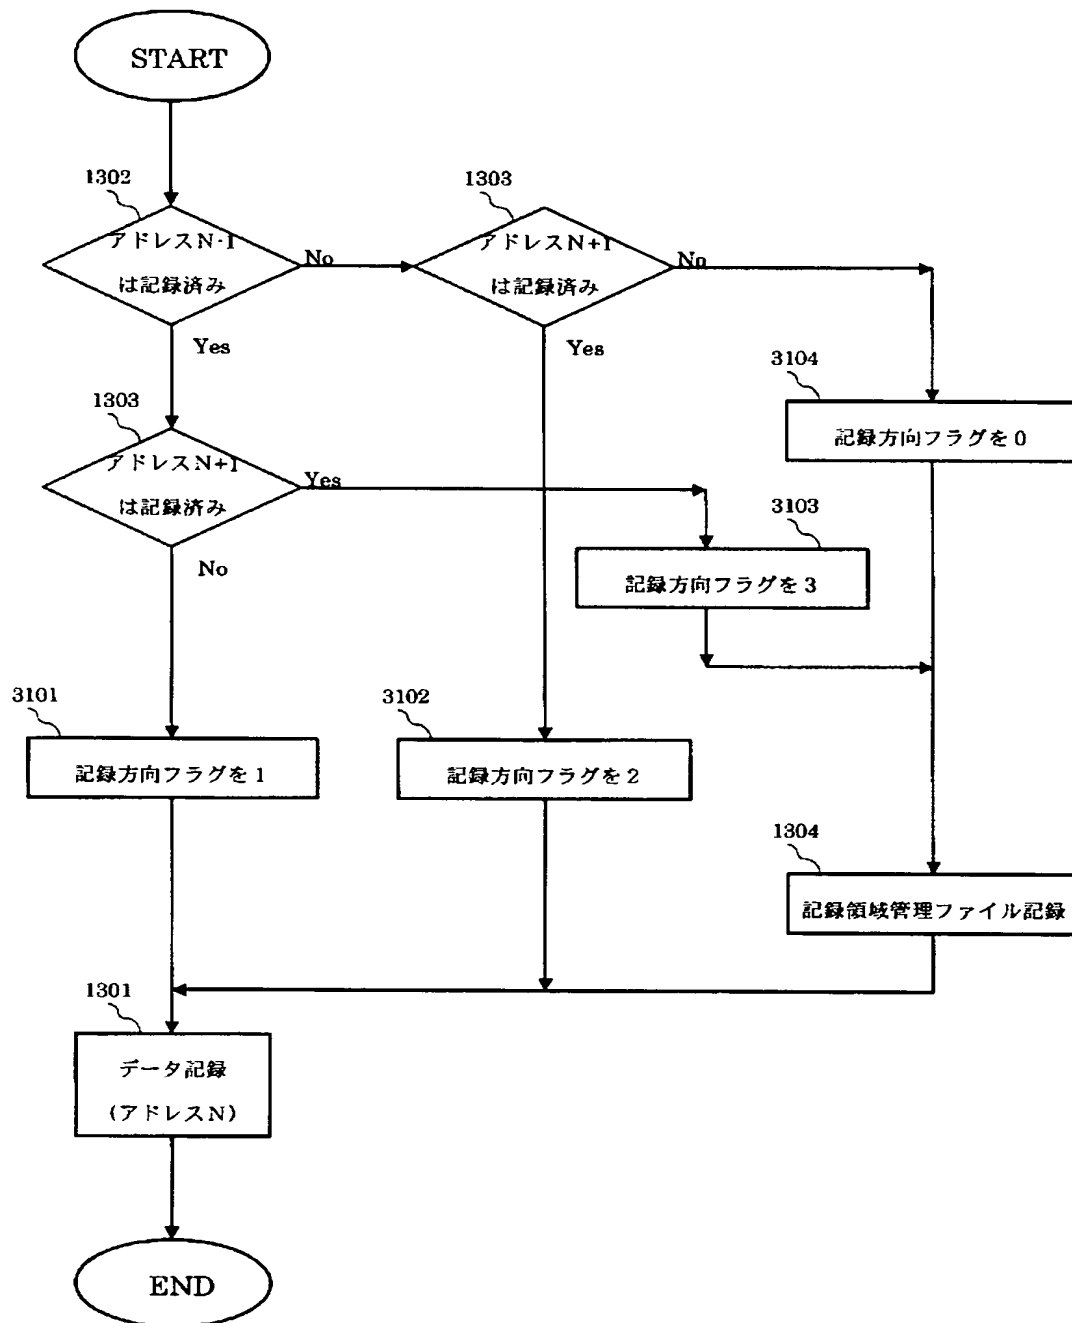 START
1302
アドレスN-1
は記録済み
No
Yes
1303
アドレスN+1
は記録済み
No
Yes
3104
記録方向フラグを0
1303
アドレスN+1
は記録済み
Yes
No
3103
記録方向フラグを3
3101
記録方向フラグを1
3102
記録方向フラグを2
1304
記録領域管理ファイル記録
1301
データ記録
(アドレスN)
END